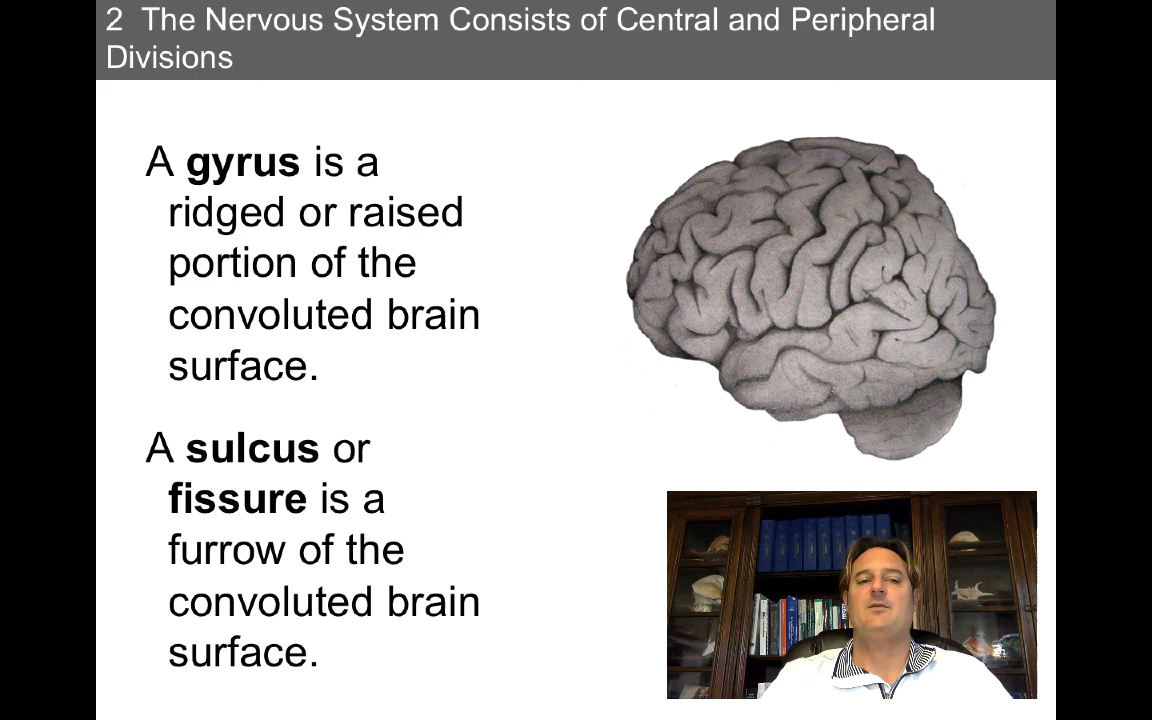 2 The Nervous System Consists of Central and Peripheral
Divisions
A gyrus is a
ridged or raised
portion of the
convoluted brain
surface.
A sulcus or
fissure is a
furrow of the
convoluted brain
surface.